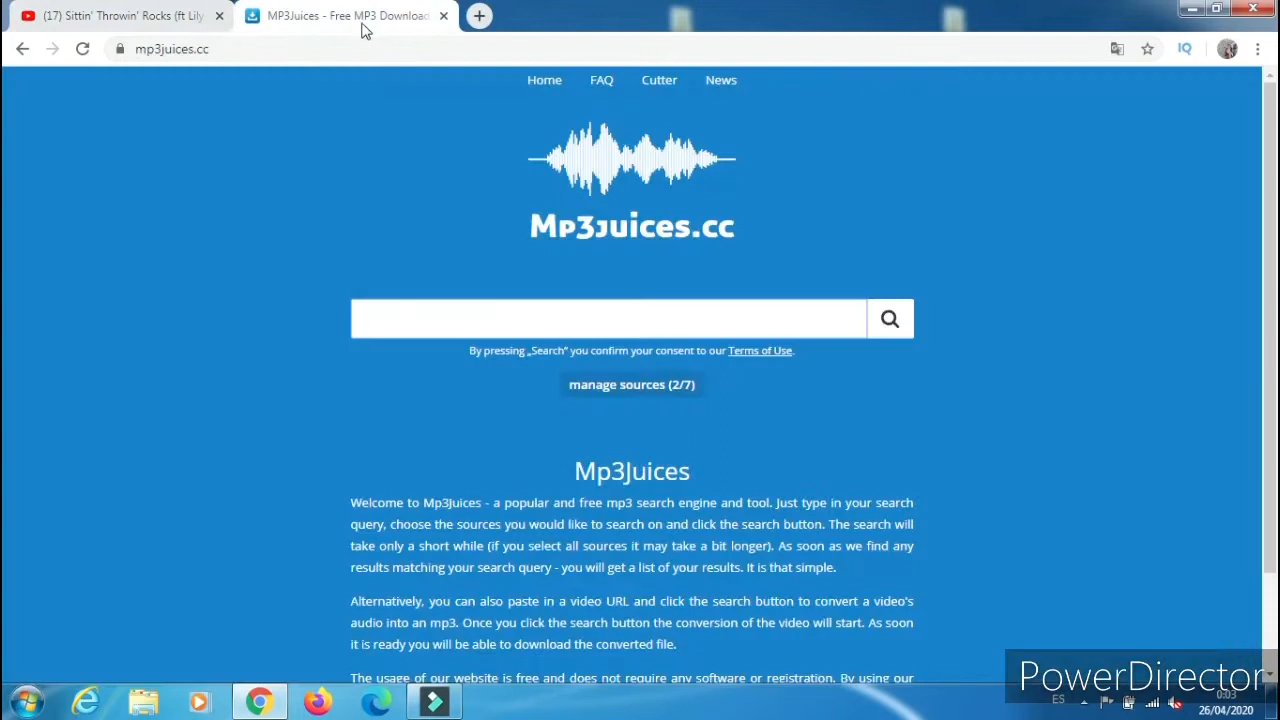 (17) Sittin' Throwin' Rocks (ft Lily
MP3Juices - Free MP3 Download
mp3juices.cc
IQ
Home FAQ Cutter News
Mp3Juices.cc
By pressing „Search" you confirm your consent to our Terms of Use.
manage sources (2/7)
Mp3Juices
Welcome to Mp3Juices - a popular and free mp3 search engine and tool. Just type in your search
query, choose the sources you would like to search on and click the search button. The search will
take only a short while (if you select all sources it may take a bit longer). As soon as we find any
results matching your search query - you will get a list of your results. It is that simple.
Alternatively, you can also paste in a video URL and click the search button to convert a video's
audio into an mp3. Once you click the search button the conversion of the video will start. As soon
it is ready you will be able to download the converted file.
The usage of our website is free and does not require any software or registration. By using our
PowerDirector
ES
0:03
26/04/2020